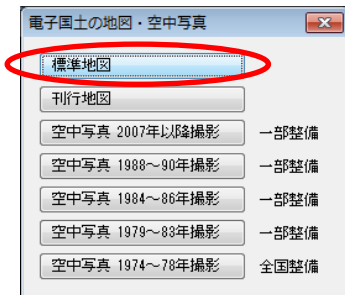 電子国土の地図・空中写真
標準地図
刊行地図
空中写真 2007年以降撮影 一部整備
空中写真 1988～90年撮影 一部整備
空中写真 1984～86年撮影 一部整備
空中写真 1979～83年撮影 一部整備
空中写真 1974～78年撮影 全国整備